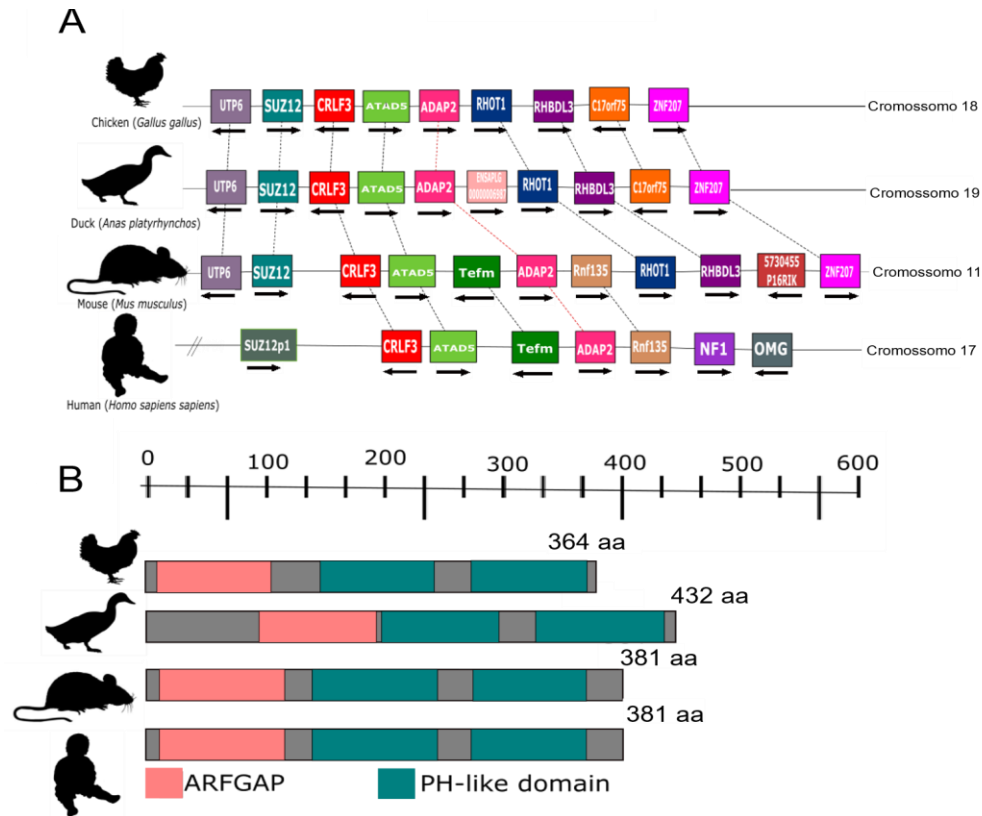 A
UTP6 SUZ12 CRLF3 ATAD5 ADAP2 RHOT1 RHBDL3 C17orf75 ZNF207 Cromossomo 18
Chicken (Gallus gallus)
UTP6 SUZ12 CRLF3 ATAD5 ADAP2 ENSAPLG RHOT1 RHBDL3 C17orf75 ZNF207 Cromossomo 19
Duck (Anas platyrhynchos)
UTP6 SUZ12 CRLF3 ATAD5 Tefm ADAP2 Rnf135 RHOT1 RHBDL3 5730455 ZNF207 Cromossomo 11
P16RIK
Mouse (Mus musculus)
SUZ12p1 CRLF3 ATAD5 Tefm ADAP2 Rnf135 NF1 OMG Cromossomo 17
Human (Homo sapiens sapiens)
B
0 100 200 300 400 500 600
364 aa
432 aa
381 aa
381 aa
ARFGAP PH-like domain